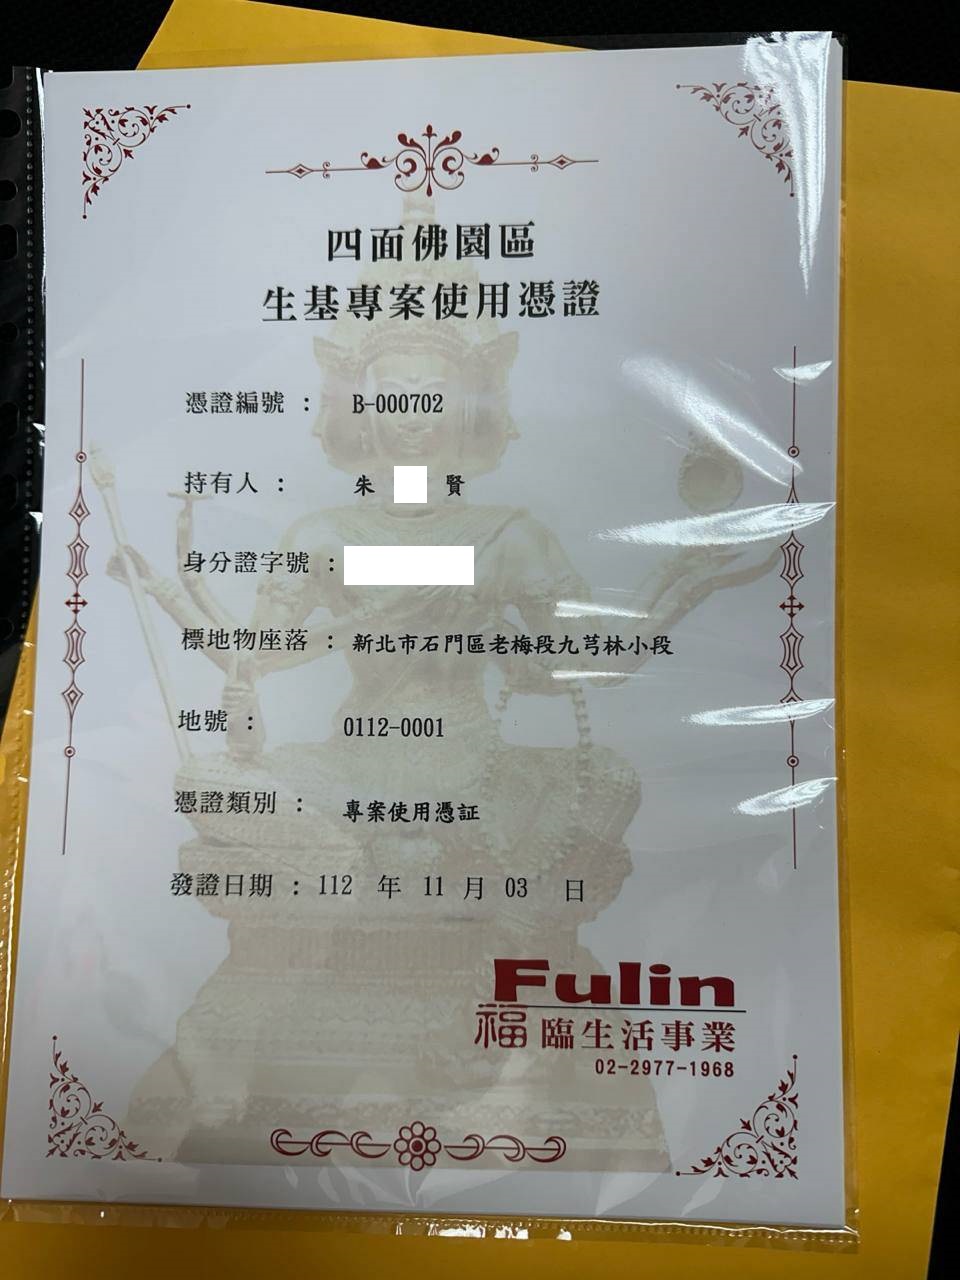 四面佛園區
生基專案使用憑證
憑證編號 : B-000702
持有人 : 朱 賢
身分證字號 :
標地物座落 : 新北市石門區老梅段九芎林小段
地號 : 0112-0001
憑證類別 : 專案使用憑証
發證日期 : 112 年 11 月 03 日
Fulin
福臨生活事業
02-2977-1968